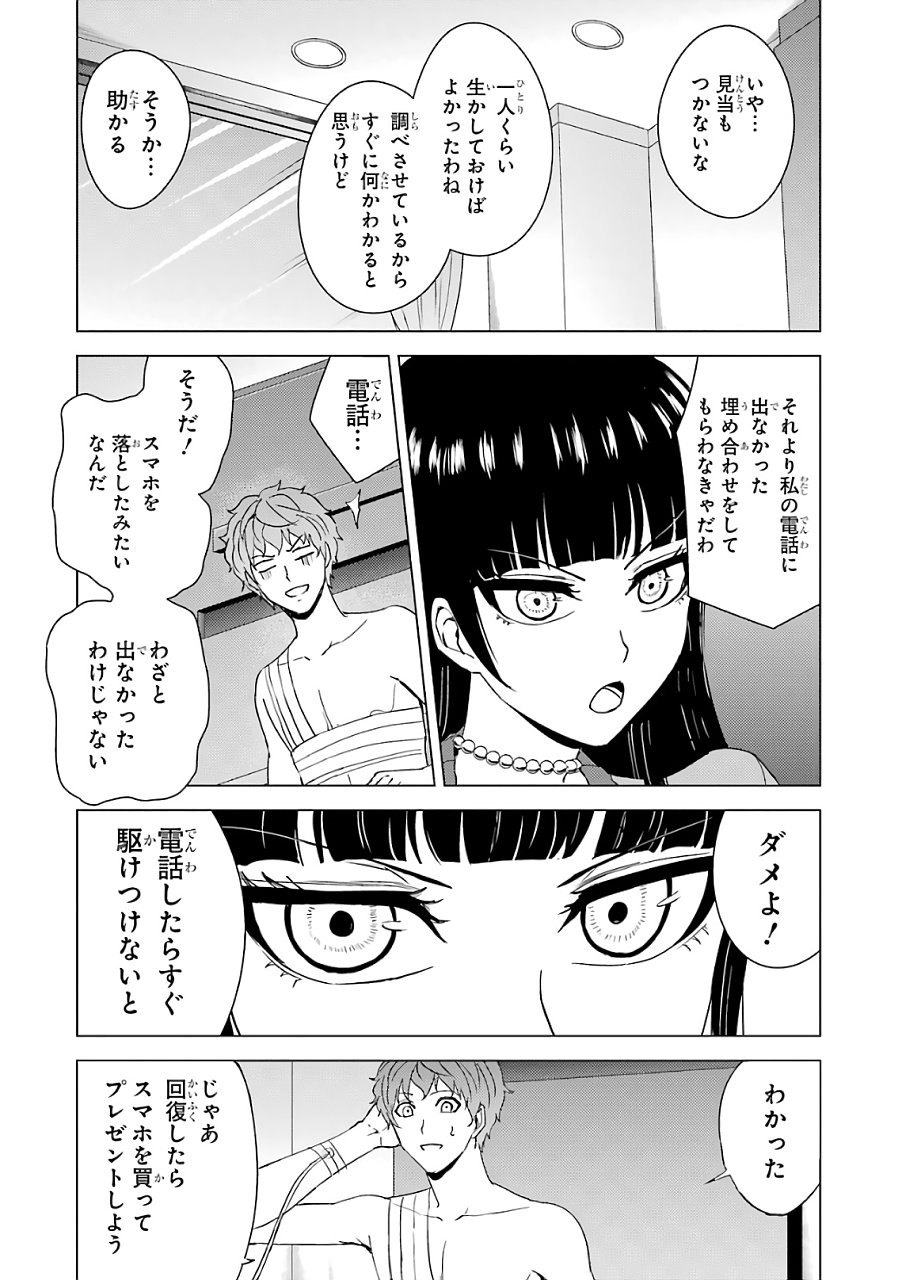 いや…
見当も
つかないな
一人くらい
生かしておけば
よかったわね
調べさせているから
すぐに何かわかると
思うけど
そうか…
助かる
それより私の電話に
出なかった
埋め合わせをして
もらわなきゃだわ
電話…
そうだ！
スマホを
落としたみたい
なんだ
わざと
出なかった
わけじゃない
ダメよ！
電話したらすぐ
駆けつけないと
わかった
じゃあ
回復したら
スマホを買って
プレゼントしよう